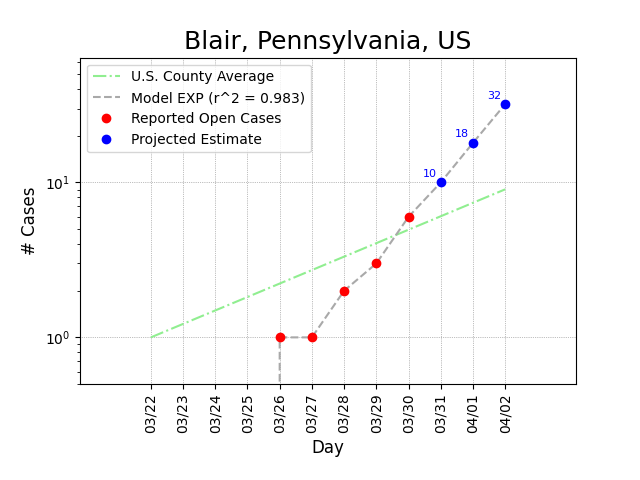 Blair, Pennsylvania, US
U.S. County Average
Model EXP (r^2 = 0.983)
Reported Open Cases
Projected Estimate
32
18
10
10^1
10^0
# Cases
03/22
03/23
03/24
03/25
03/26
03/27
03/28
03/29
03/30
03/31
04/01
04/02
Day